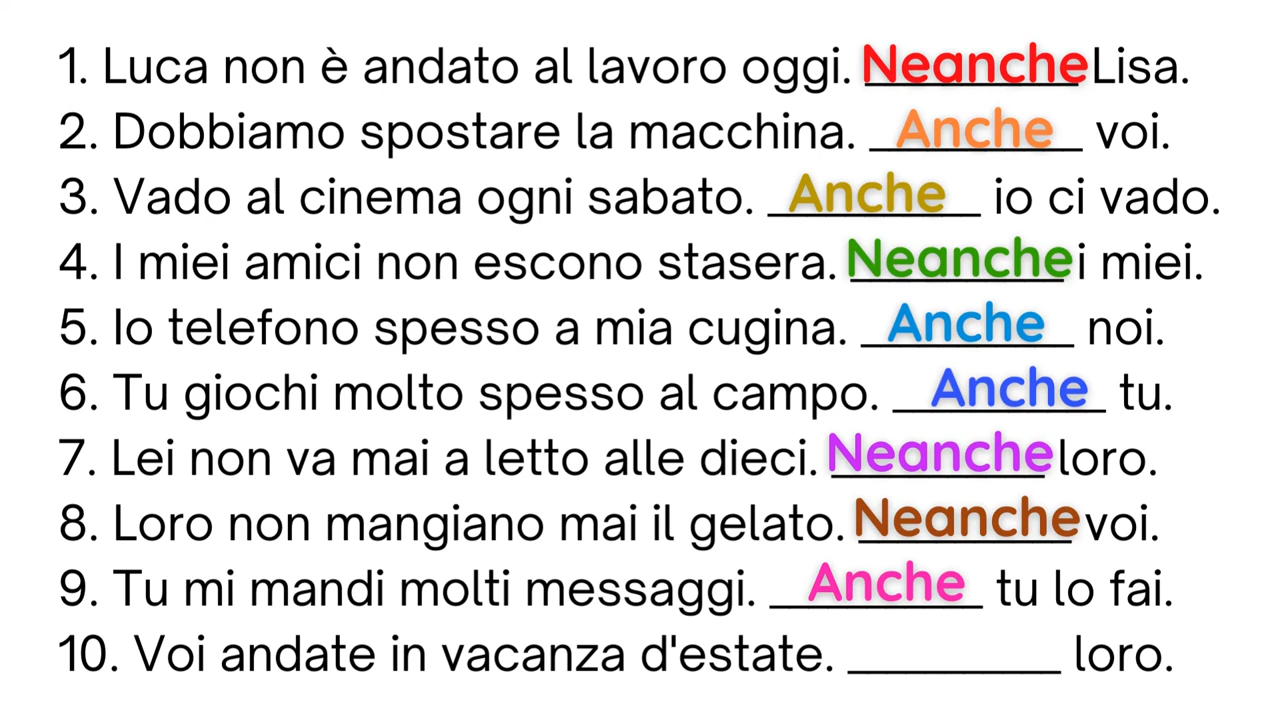 1. Luca non è andato al lavoro oggi. Neanche Lisa.
2. Dobbiamo spostare la macchina. Anche voi.
3. Vado al cinema ogni sabato. Anche io ci vado.
4. I miei amici non escono stasera. Neanche i miei.
5. Io telefono spesso a mia cugina. Anche noi.
6. Tu giochi molto spesso al campo. Anche tu.
7. Lei non va mai a letto alle dieci. Neanche loro.
8. Loro non mangiano mai il gelato. Neanche voi.
9. Tu mi mandi molti messaggi. Anche tu lo fai.
10. Voi andate in vacanza d'estate. __________ loro.